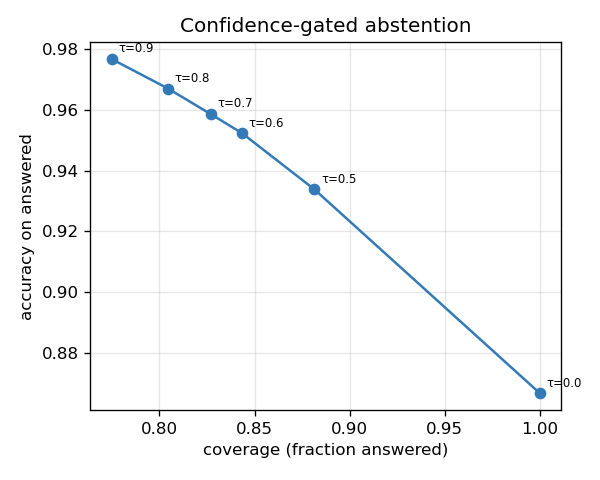 Confidence-gated abstention
0.98
0.96
0.94
0.92
0.90
0.88
accuracy on answered
τ=0.9
τ=0.8
τ=0.7
τ=0.6
τ=0.5
τ=0.0
0.80 0.85 0.90 0.95 1.00
coverage (fraction answered)